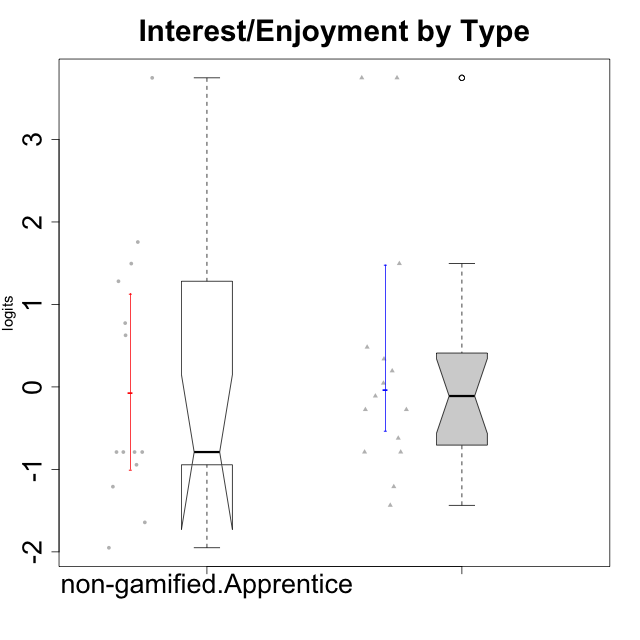 Interest/Enjoyment by Type
logits
3
2
1
0
-1
-2
non-gamified.Apprentice